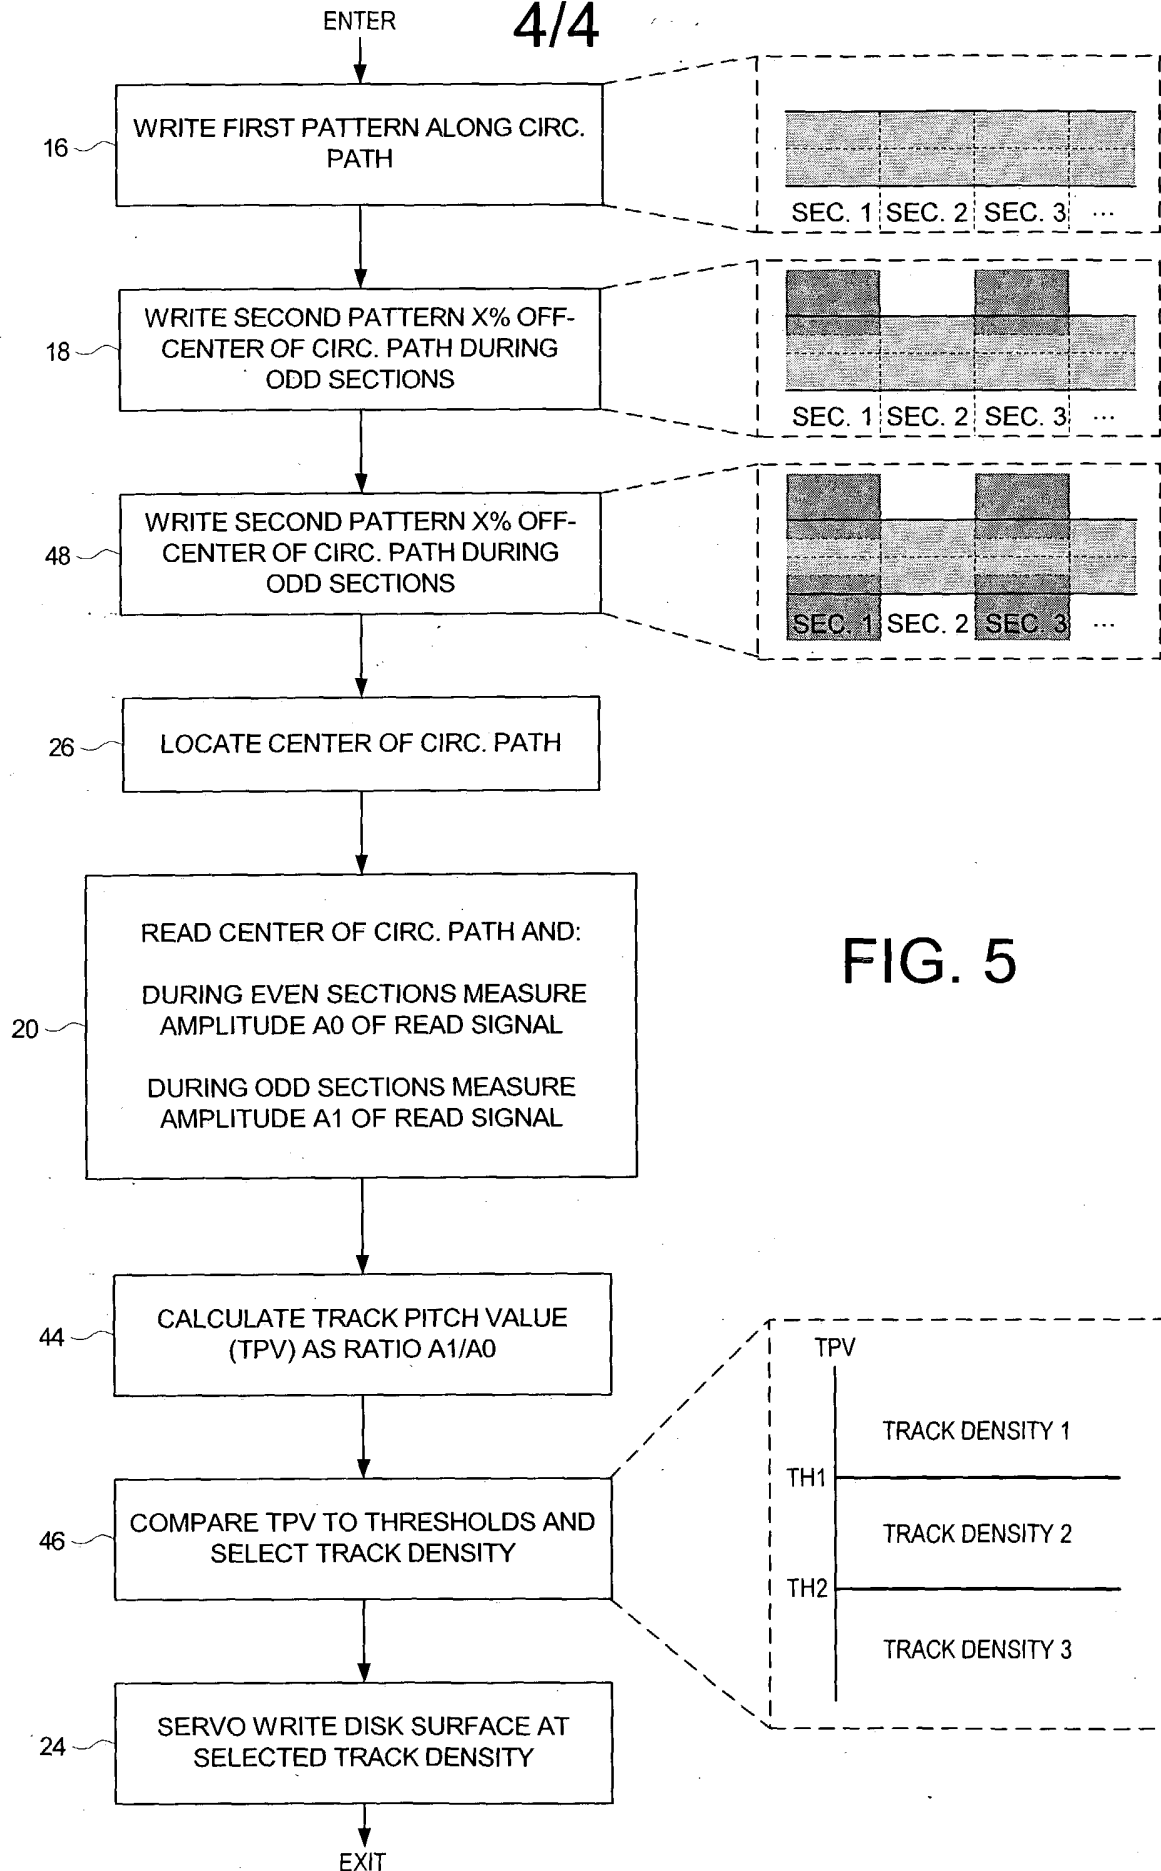 4/4
ENTER
16
WRITE FIRST PATTERN ALONG CIRC.
PATH
SEC. 1 SEC. 2 SEC. 3 ...
18
WRITE SECOND PATTERN X% OFF-
CENTER OF CIRC. PATH DURING
ODD SECTIONS
SEC. 1 SEC. 2 SEC. 3 ...
48
WRITE SECOND PATTERN X% OFF-
CENTER OF CIRC. PATH DURING
ODD SECTIONS
SEC. 1 SEC. 2 SEC. 3 ...
26
LOCATE CENTER OF CIRC. PATH
20
READ CENTER OF CIRC. PATH AND:
DURING EVEN SECTIONS MEASURE
AMPLITUDE A0 OF READ SIGNAL
DURING ODD SECTIONS MEASURE
AMPLITUDE A1 OF READ SIGNAL
FIG. 5
44
CALCULATE TRACK PITCH VALUE
(TPV) AS RATIO A1/A0
46
COMPARE TPV TO THRESHOLDS AND
SELECT TRACK DENSITY
TPV
TRACK DENSITY 1
TH1
TRACK DENSITY 2
TH2
TRACK DENSITY 3
24
SERVO WRITE DISK SURFACE AT
SELECTED TRACK DENSITY
EXIT